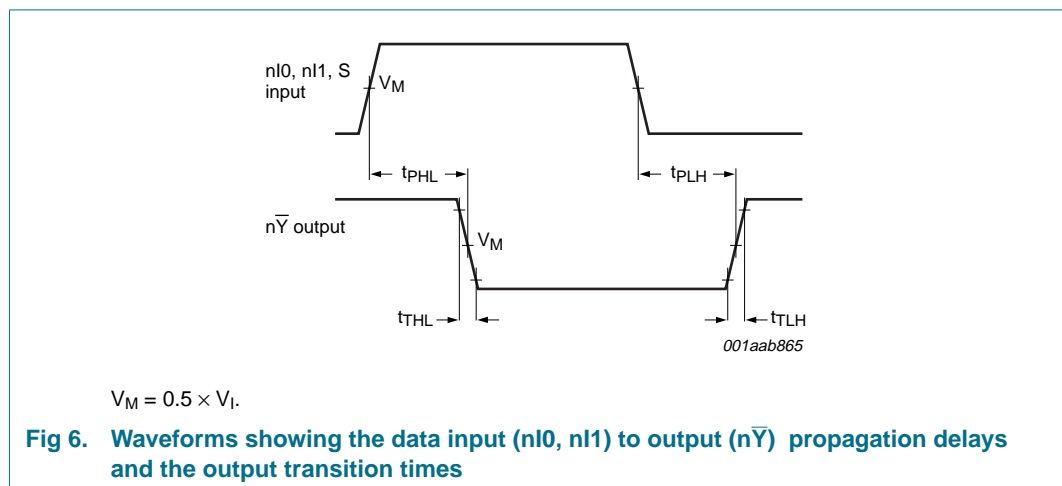 nI0, nI1, S
input
V_M
t_PHL
t_PLH
nY̅ output
V_M
t_THL
t_TLH
001aab865
V_M = 0.5 × V_I.
Fig 6. Waveforms showing the data input (nI0, nI1) to output (nY̅) propagation delays
and the output transition times